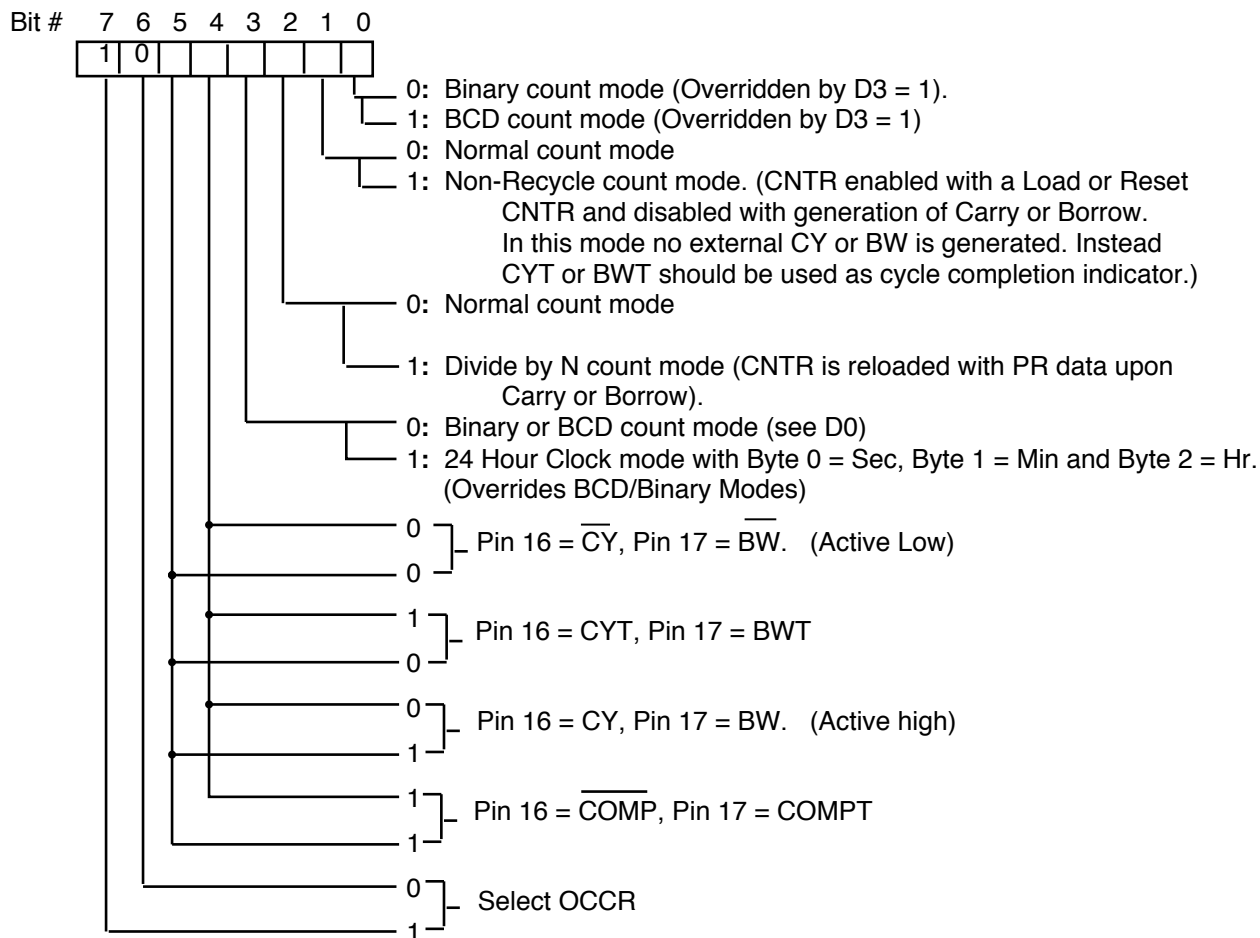 Bit # 7 6 5 4 3 2 1 0
1 0
0: Binary count mode (Overridden by D3 = 1).
1: BCD count mode (Overridden by D3 = 1)
0: Normal count mode
1: Non-Recycle count mode. (CNTR enabled with a Load or Reset
CNTR and disabled with generation of Carry or Borrow.
In this mode no external CY or BW is generated. Instead
CYT or BWT should be used as cycle completion indicator.)
0: Normal count mode
1: Divide by N count mode (CNTR is reloaded with PR data upon
Carry or Borrow).
0: Binary or BCD count mode (see D0)
1: 24 Hour Clock mode with Byte 0 = Sec, Byte 1 = Min and Byte 2 = Hr.
(Overrides BCD/Binary Modes)
0
Pin 16 = C̅Y̅, Pin 17 = B̅W̅. (Active Low)
0
1
Pin 16 = CYT, Pin 17 = BWT
0
0
Pin 16 = CY, Pin 17 = BW. (Active high)
1
1
Pin 16 = C̅O̅M̅P̅, Pin 17 = COMPT
1
0
Select OCCR
1